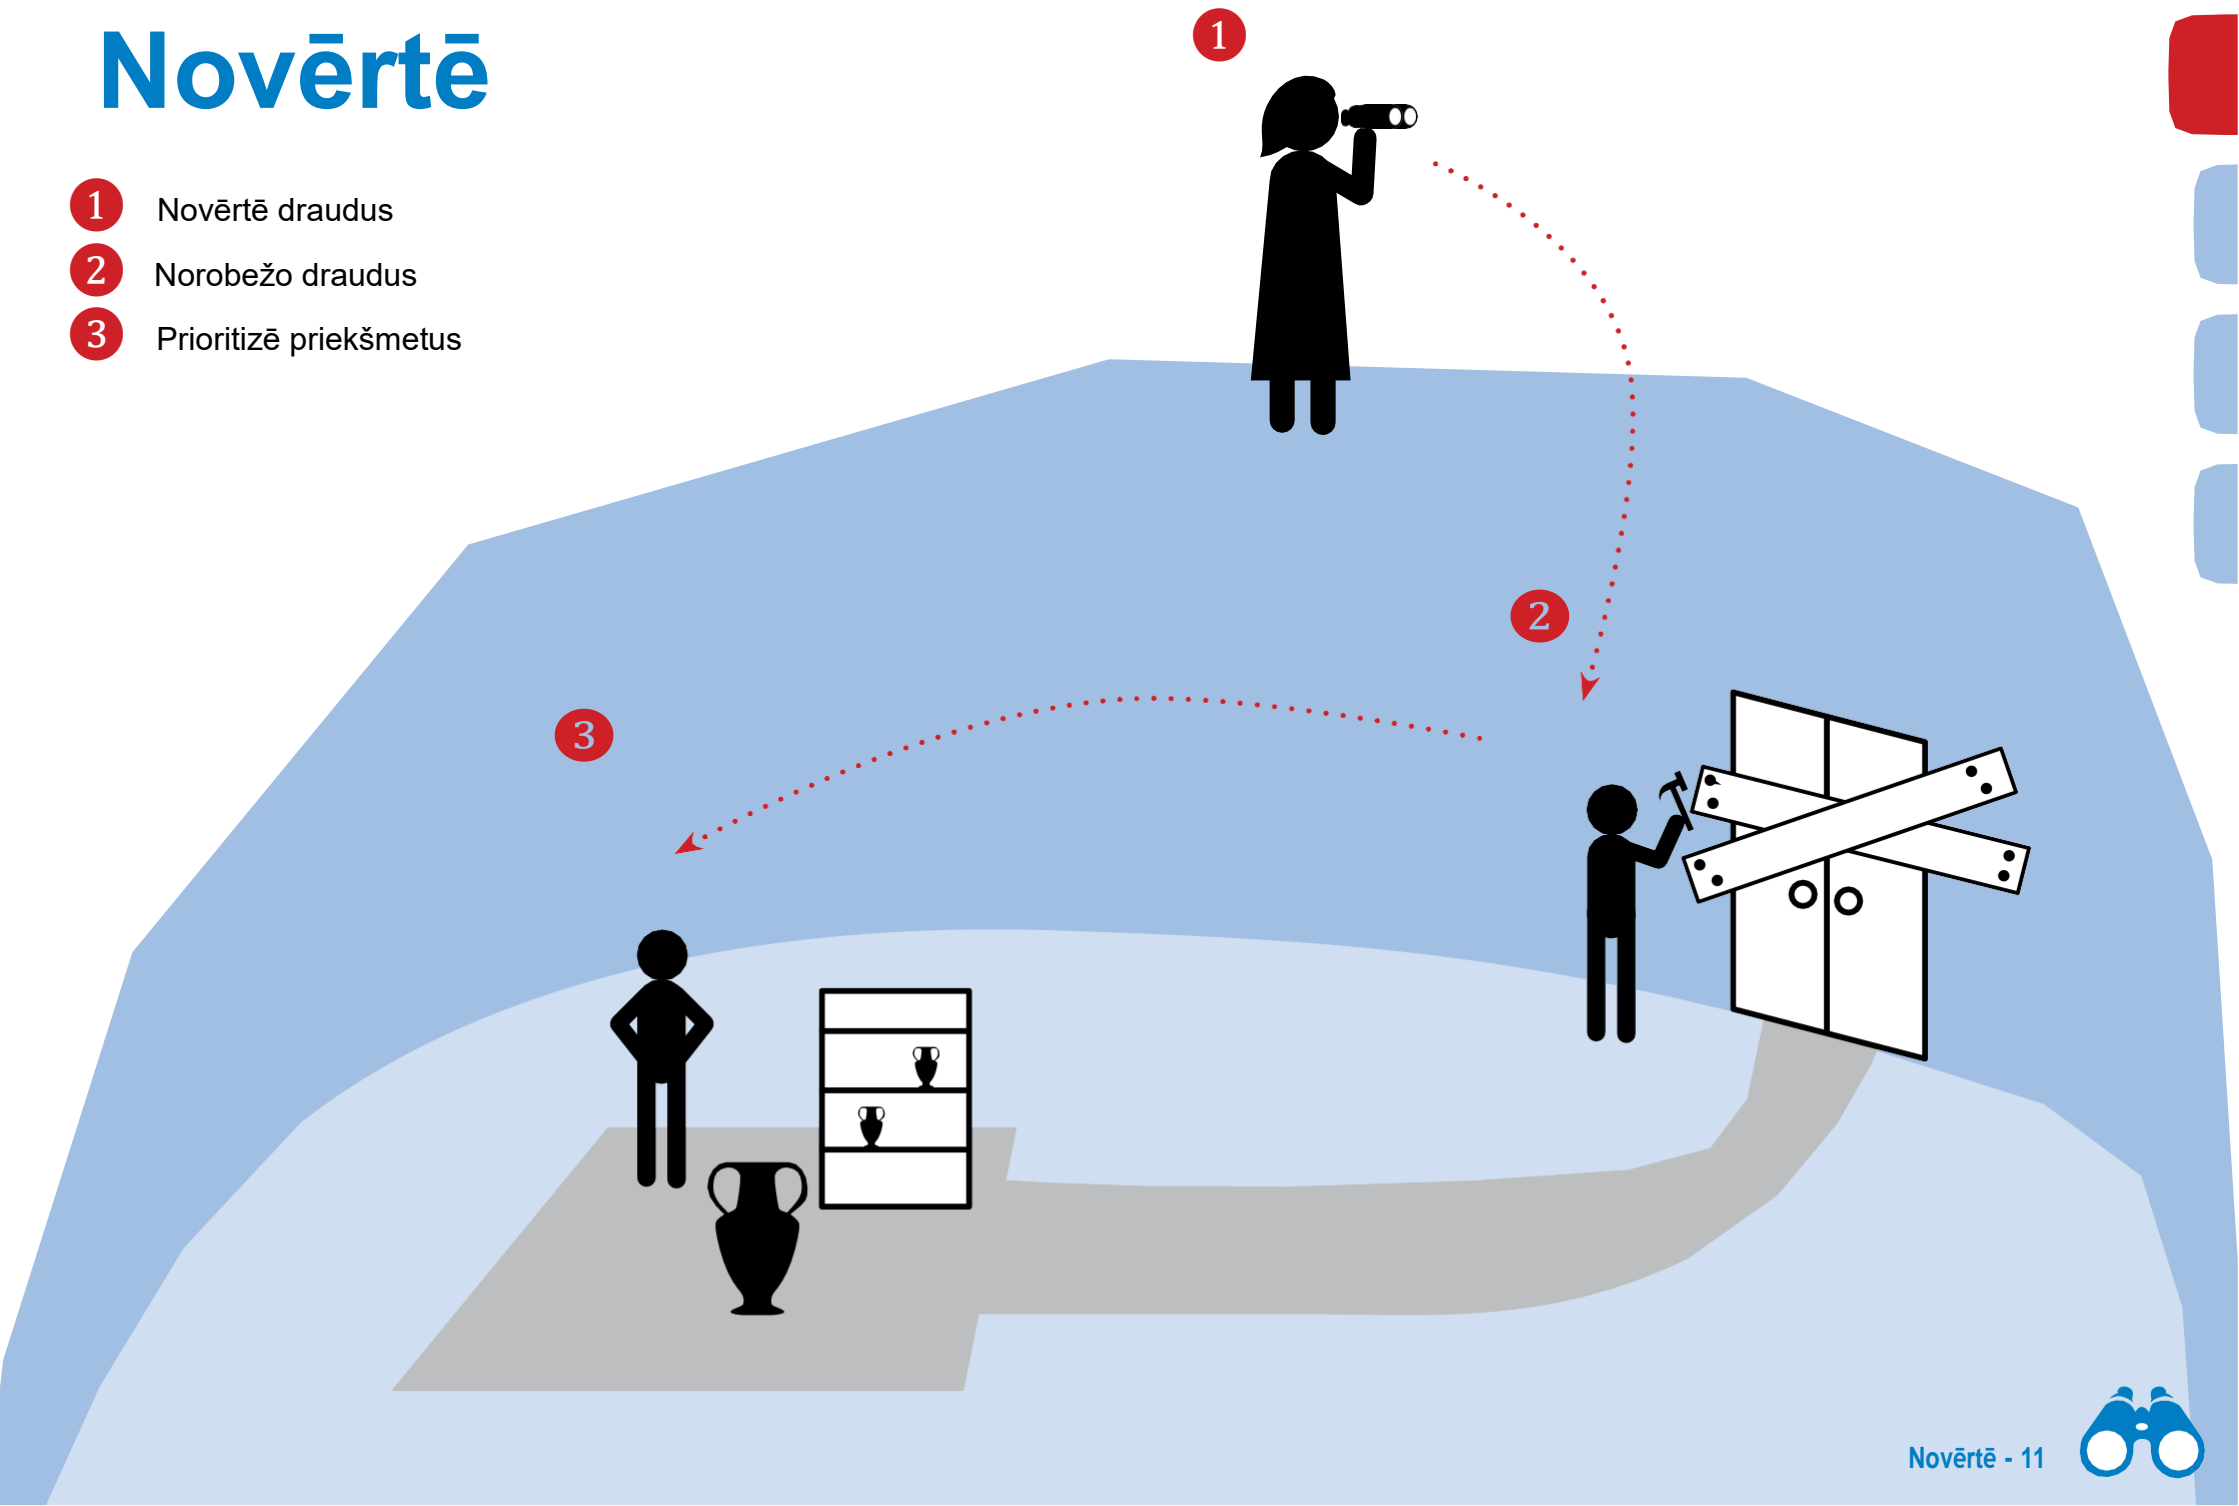 Novērtē
1
1 Novērtē draudus
2 Norobežo draudus
3 Prioritizē priekšmetus
2
3
Novērtē - 11